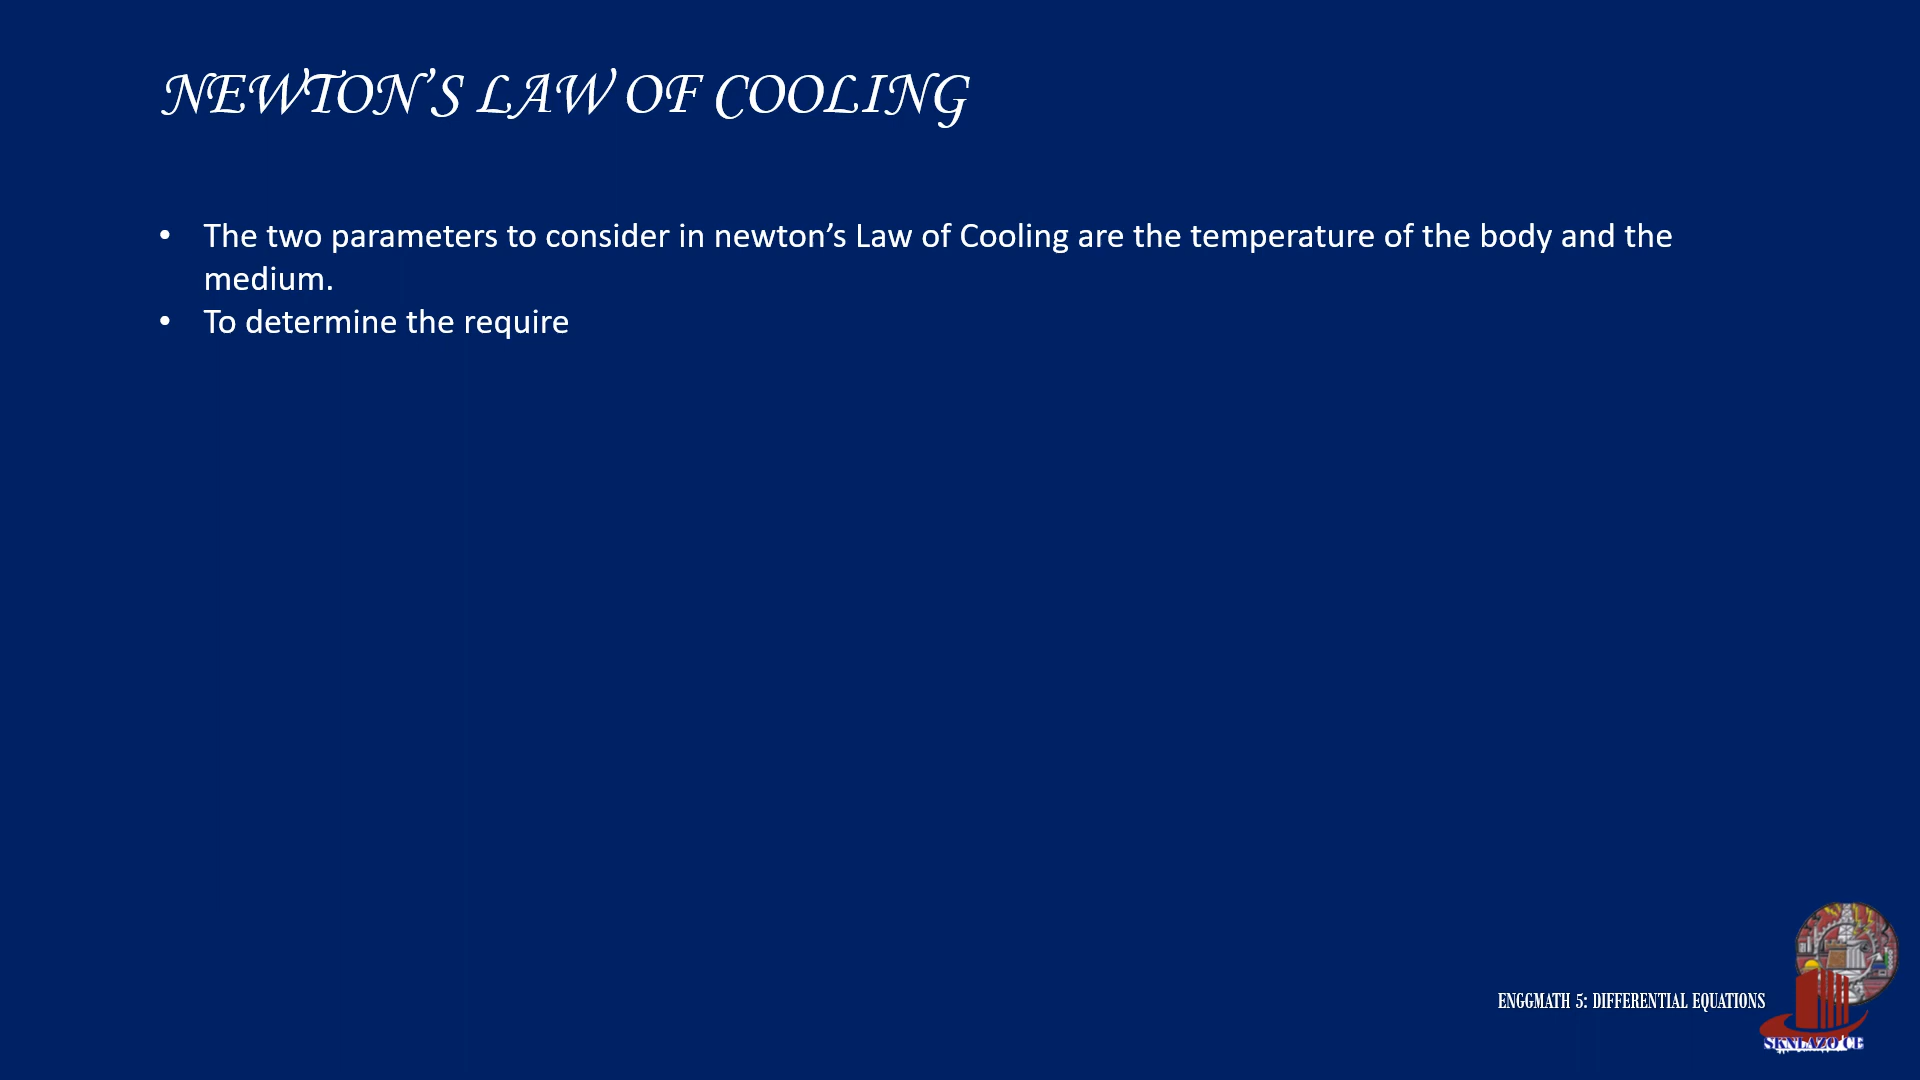 NEWTON’S LAW OF COOLING
• The two parameters to consider in newton’s Law of Cooling are the temperature of the body and the
medium.
• To determine the require
ENGGMATH 5: DIFFERENTIAL EQUATIONS